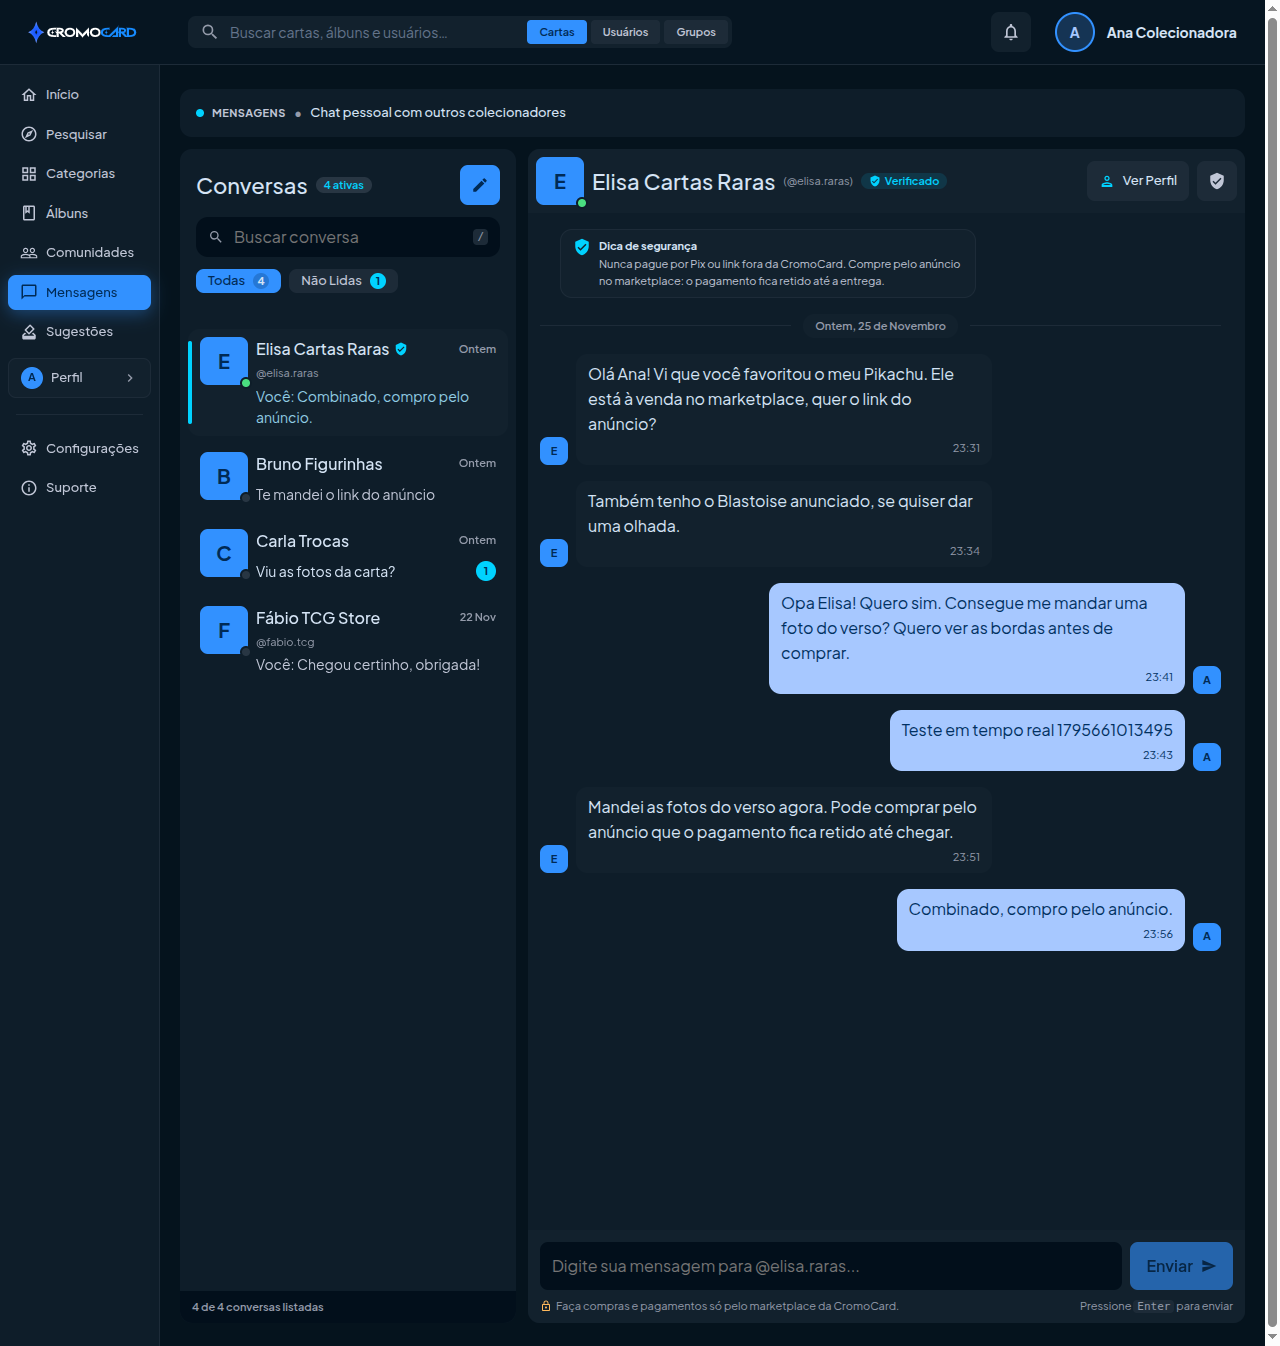 CROMOCARD
Buscar cartas, álbuns e usuários...
Cartas
Usuários
Grupos
A
Ana Colecionadora
Início
Pesquisar
Categorias
Álbuns
Comunidades
Mensagens
Sugestões
A Perfil
Configurações
Suporte
MENSAGENS • Chat pessoal com outros colecionadores
Conversas 4 ativas
Buscar conversa /
Todas 4
Não Lidas 1
E
Elisa Cartas Raras Ontem
@elisa.raras
Você: Combinado, compro pelo
anúncio.
B
Bruno Figurinhas Ontem
Te mandei o link do anúncio
C
Carla Trocas Ontem
Viu as fotos da carta? 1
F
Fábio TCG Store 22 Nov
@fabio.tcg
Você: Chegou certinho, obrigada!
4 de 4 conversas listadas
E
Elisa Cartas Raras (@elisa.raras) Verificado
Ver Perfil
Dica de segurança
Nunca pague por Pix ou link fora da CromoCard. Compre pelo anúncio
no marketplace: o pagamento fica retido até a entrega.
Ontem, 25 de Novembro
Olá Ana! Vi que você favoritou o meu Pikachu. Ele
está à venda no marketplace, quer o link do
anúncio?
23:31
E
Também tenho o Blastoise anunciado, se quiser dar
uma olhada.
23:34
E
Opa Elisa! Quero sim. Consegue me mandar uma
foto do verso? Quero ver as bordas antes de
comprar.
23:41
A
Teste em tempo real 1795661013495
23:43
A
Mandei as fotos do verso agora. Pode comprar pelo
anúncio que o pagamento fica retido até chegar.
23:51
E
Combinado, compro pelo anúncio.
23:56
A
Digite sua mensagem para @elisa.raras...
Enviar
Faça compras e pagamentos só pelo marketplace da CromoCard.
Pressione Enter para enviar